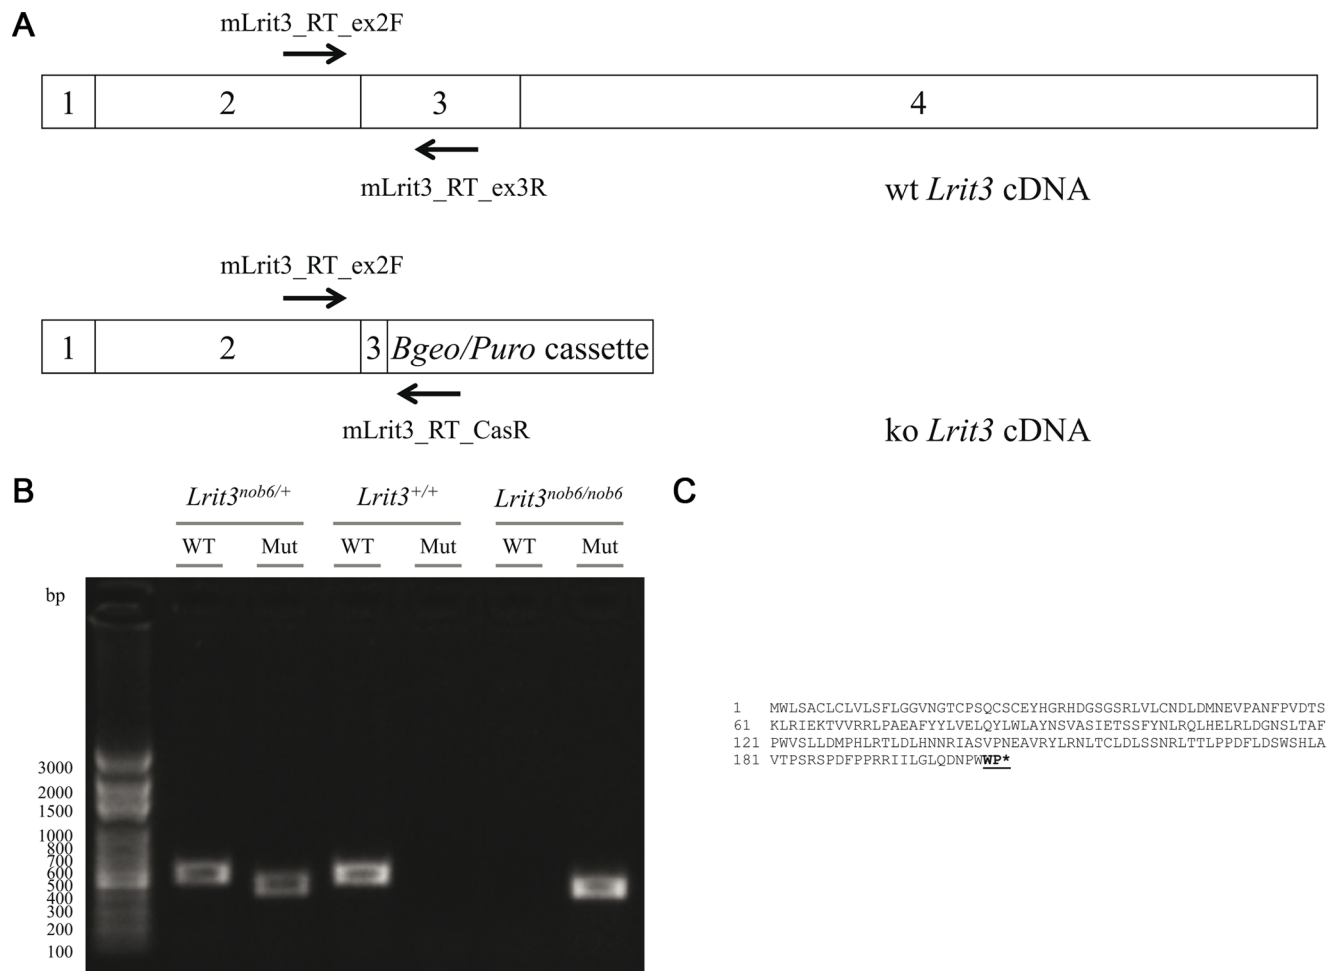 A
mLrit3_RT_ex2F
1 2 3 4
mLrit3_RT_ex3R
wt Lrit3 cDNA
mLrit3_RT_ex2F
1 2 3 Bgeo/Puro cassette
mLrit3_RT_CasR
ko Lrit3 cDNA
B
Lrit3nob6/+ Lrit3+/+ Lrit3nob6/nob6
WT Mut WT Mut WT Mut
bp
3000
2000
1500
1000
800
700
600
500
400
300
200
100
C
1 MWLSACLCLVLSFLGGVNGTCPSQCSCEYHGRHDGSGSRLVLCNDLDMNEVPANFPVDTS
61 KLRIEKTVVRRLPAEAFYYLVELQYLWLAYNSVASIETSSFYNLRQLHELRLDGNSLTAF
121 PWVSLLDMPHLRTLDLHNNRIASVPNEAVRYLRNLTCLDLSSNRLTTLPPDFLDSWSHLA
181 VTPSRSPDFPPRRIILGLQDNPWWP*